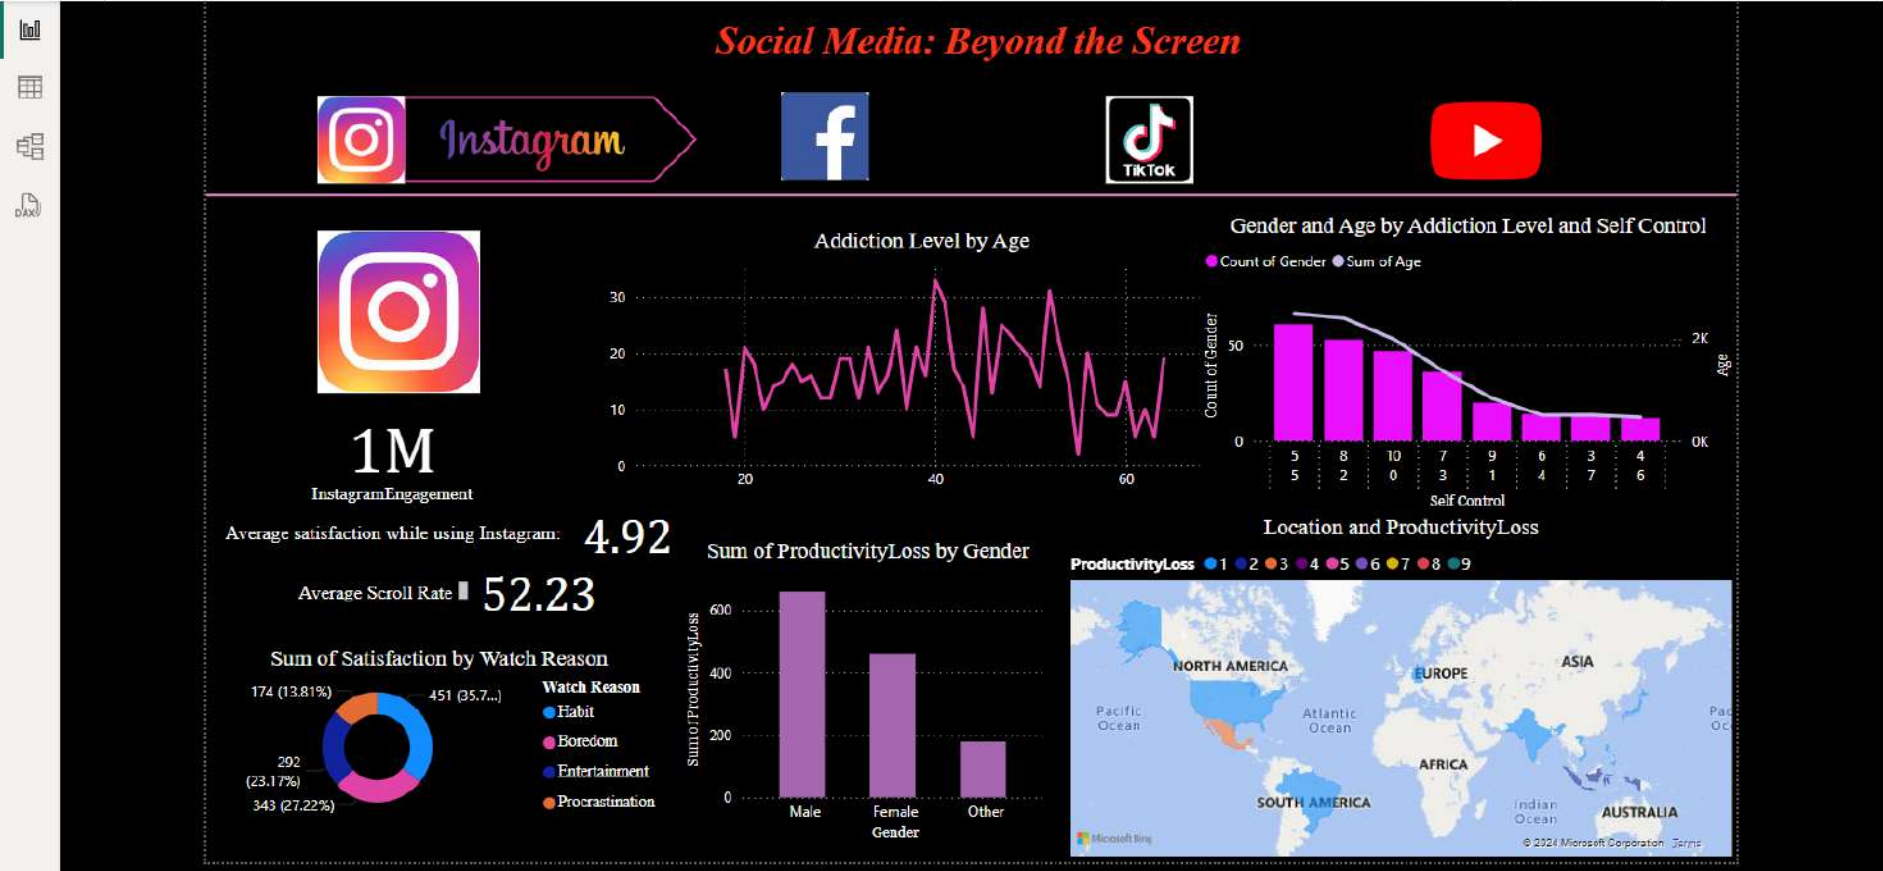 Social Media: Beyond the Screen
Instagram
TikTok
DAX
1M
InstagramEngagement
Average satisfaction while using Instagram:
4.92
Average Scroll Rate
52.23
Addiction Level by Age
30
20
10
0
20 40 60
Gender and Age by Addiction Level and Self Control
Count of Gender Sum of Age
Count of Gender
50
0
2K
0K
Age
5 8 10 7 9 6 3 4
5 2 0 3 1 4 7 6
Self Control
Sum of Satisfaction by Watch Reason
174 (13.81%)
451 (35.7...)
292
(23.17%)
343 (27.22%)
Watch Reason
Habit
Boredom
Entertainment
Procrastination
Sum of ProductivityLoss by Gender
Sum of ProductivityLoss
600
400
200
0
Male Female Other
Gender
Location and ProductivityLoss
ProductivityLoss 1 2 3 4 5 6 7 8 9
NORTH AMERICA
EUROPE
ASIA
Pacific
Ocean
Atlantic
Ocean
Pac
Oc
AFRICA
SOUTH AMERICA
Indian
Ocean
AUSTRALIA
Microsoft Bing
© 2024 Microsoft Corporation Terms